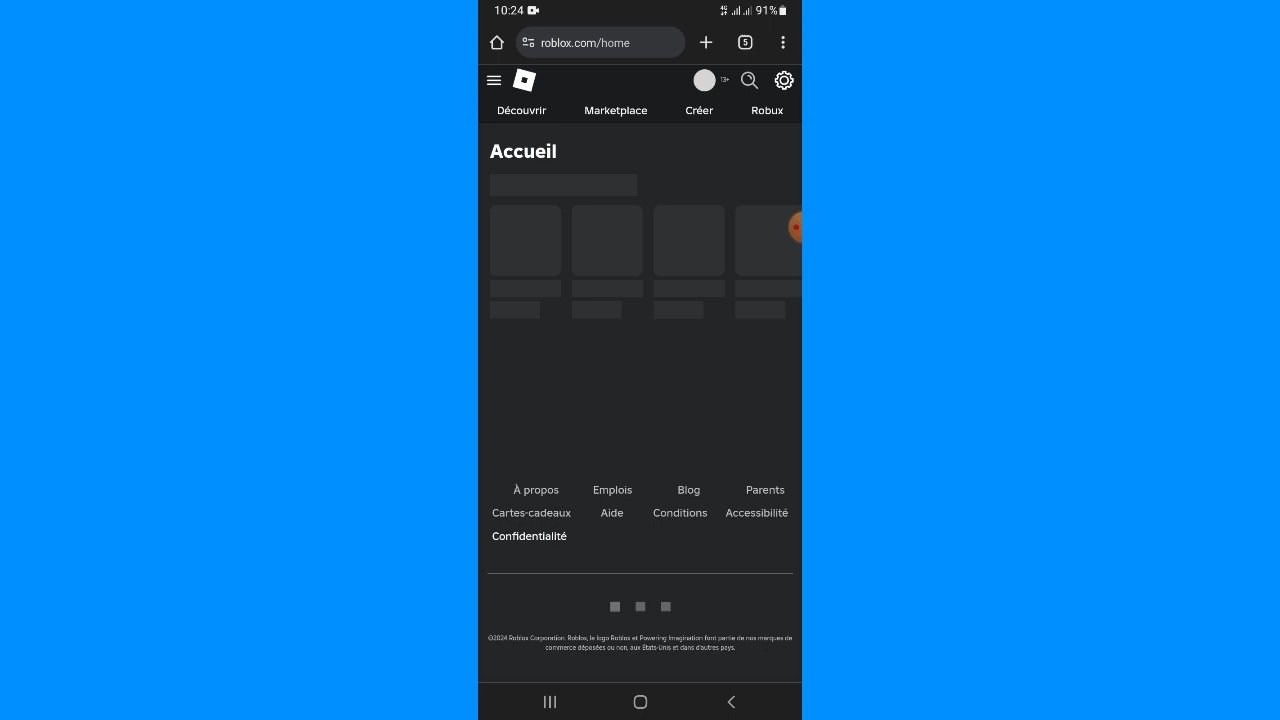 10:24 4G 91%
roblox.com/home 5
13+
Découvrir Marketplace Créer Robux
Accueil
À propos Emplois Blog Parents
Cartes-cadeaux Aide Conditions Accessibilité
Confidentialité
©2024 Roblox Corporation. Roblox, le logo Roblox et Powering Imagination font partie de nos marques de
commerce déposées ou non, aux États-Unis et dans d'autres pays.